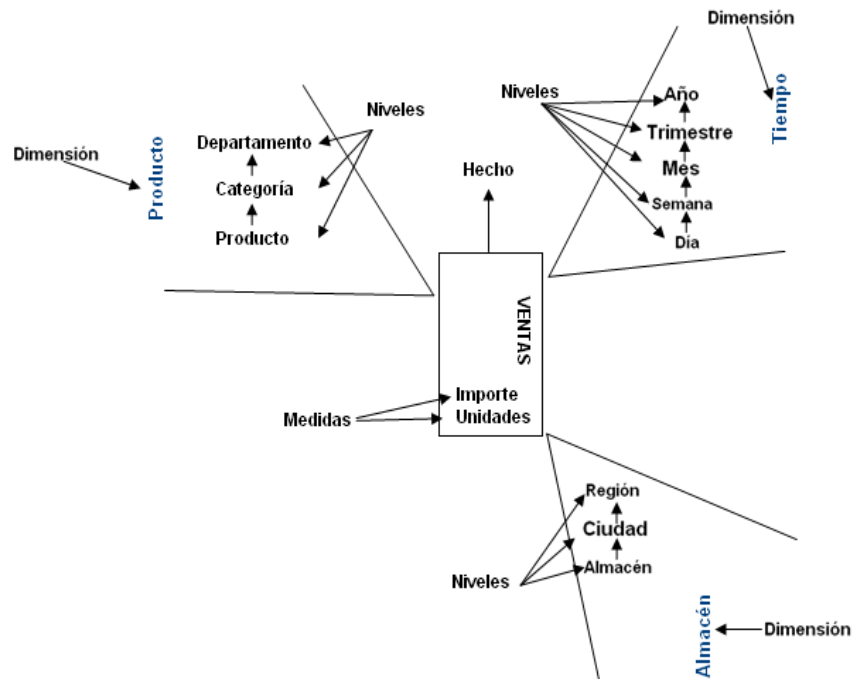 Dimensión
Tiempo
Niveles
Año
Trimestre
Mes
Semana
Día
Niveles
Departamento
Categoría
Producto
Dimensión
Producto
Hecho
VENTAS
Importe
Unidades
Medidas
Región
Ciudad
Almacén
Niveles
Almacén
Dimensión